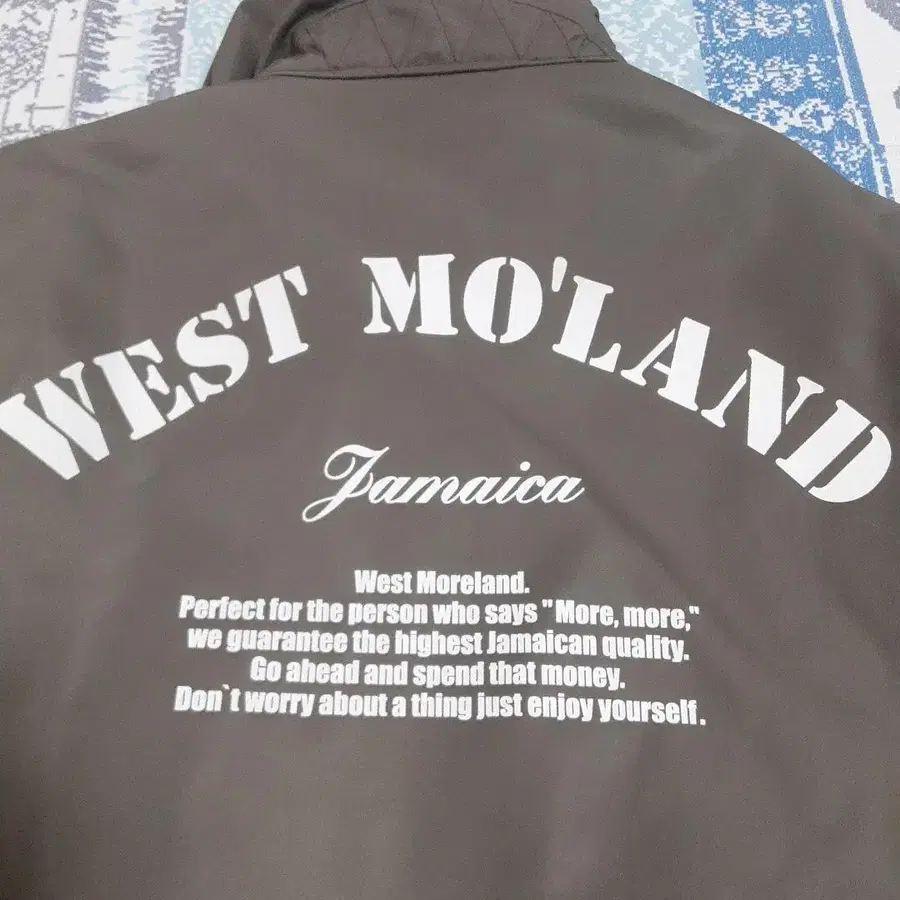 WEST MO'LAND
Jamaica
West Moreland.
Perfect for the person who says "More, more,"
we guarantee the highest Jamaican quality.
Go ahead and spend that money.
Don`t worry about a thing just enjoy yourself.